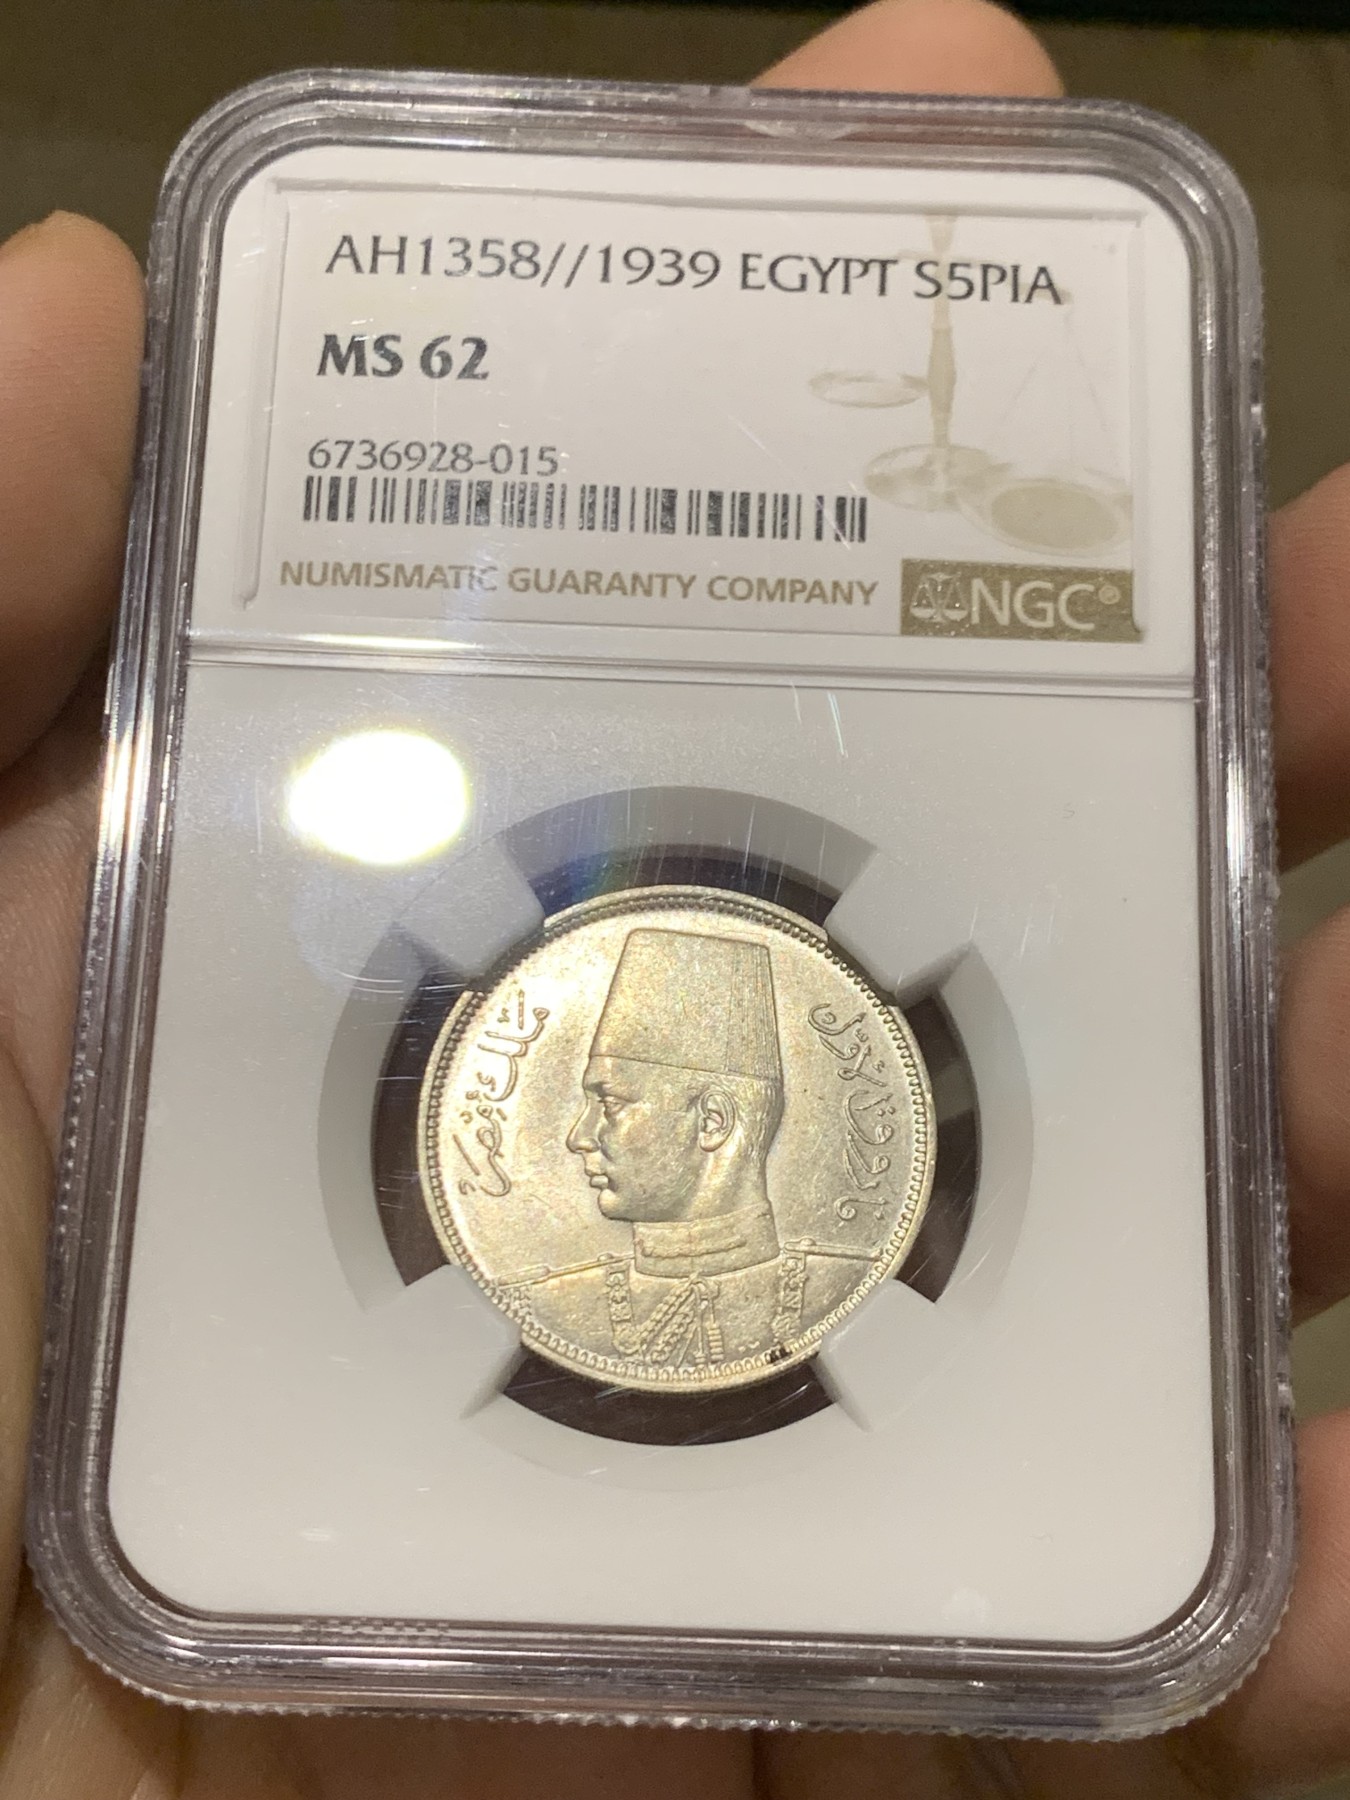 AH1358//1939 EGYPT S5PIA
MS 62
6736928-015
NUMISMATIC GUARANTY COMPANY NGC®
فاروق الأول
ملك مصر